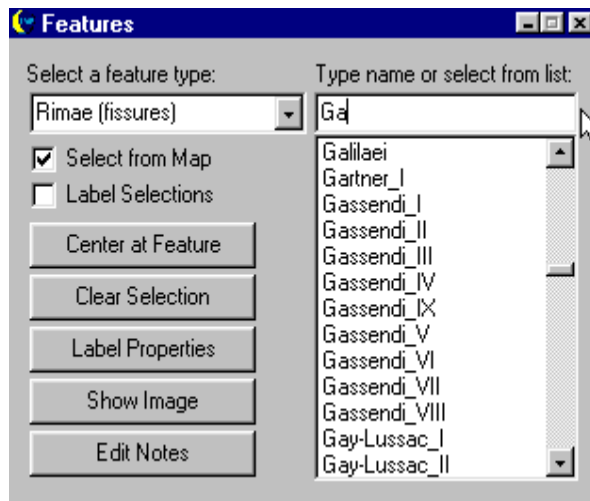 Features
Select a feature type:
Rimae (fissures)
Select from Map
Label Selections
Center at Feature
Clear Selection
Label Properties
Show Image
Edit Notes
Type name or select from list:
Ga
Galilaei
Gartner_I
Gassendi_I
Gassendi_II
Gassendi_III
Gassendi_IV
Gassendi_IX
Gassendi_V
Gassendi_VI
Gassendi_VII
Gassendi_VIII
Gay-Lussac_I
Gay-Lussac_II